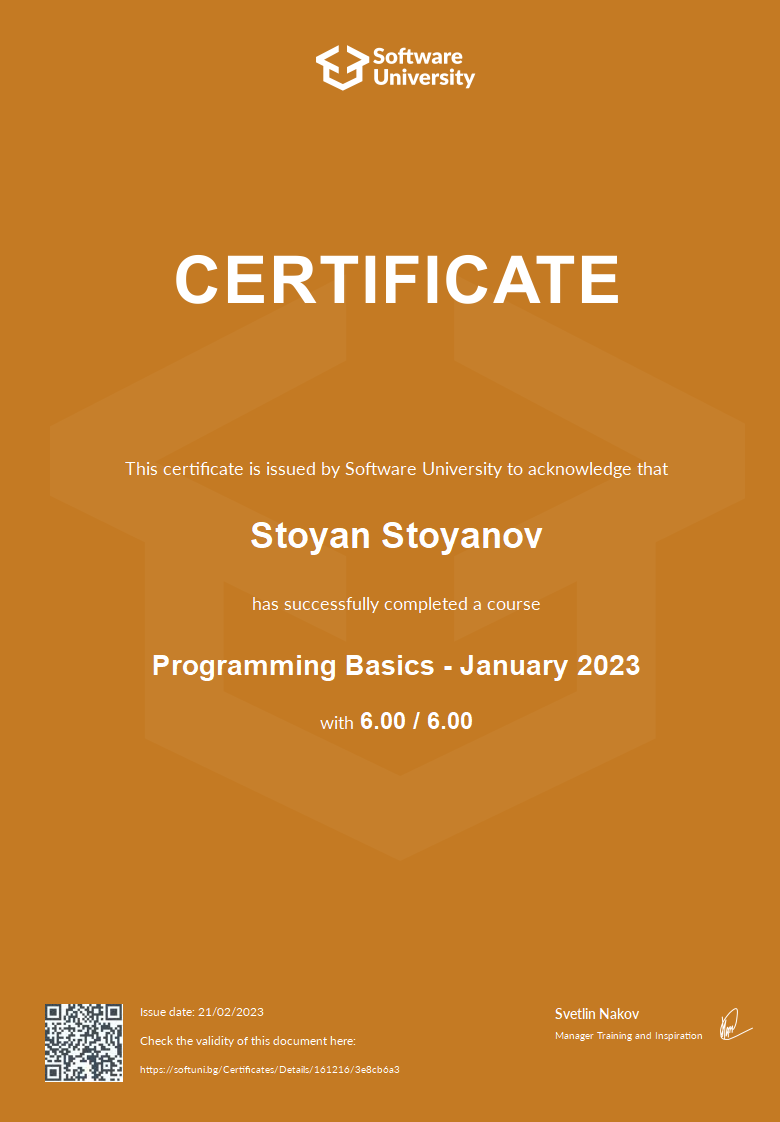 Software
University
CERTIFICATE
This certificate is issued by Software University to acknowledge that
Stoyan Stoyanov
has successfully completed a course
Programming Basics - January 2023
with 6.00 / 6.00
Issue date: 21/02/2023
Check the validity of this document here:
https://softuni.bg/Certificates/Details/161216/3e8cb6a3
Svetlin Nakov
Manager Training and Inspiration